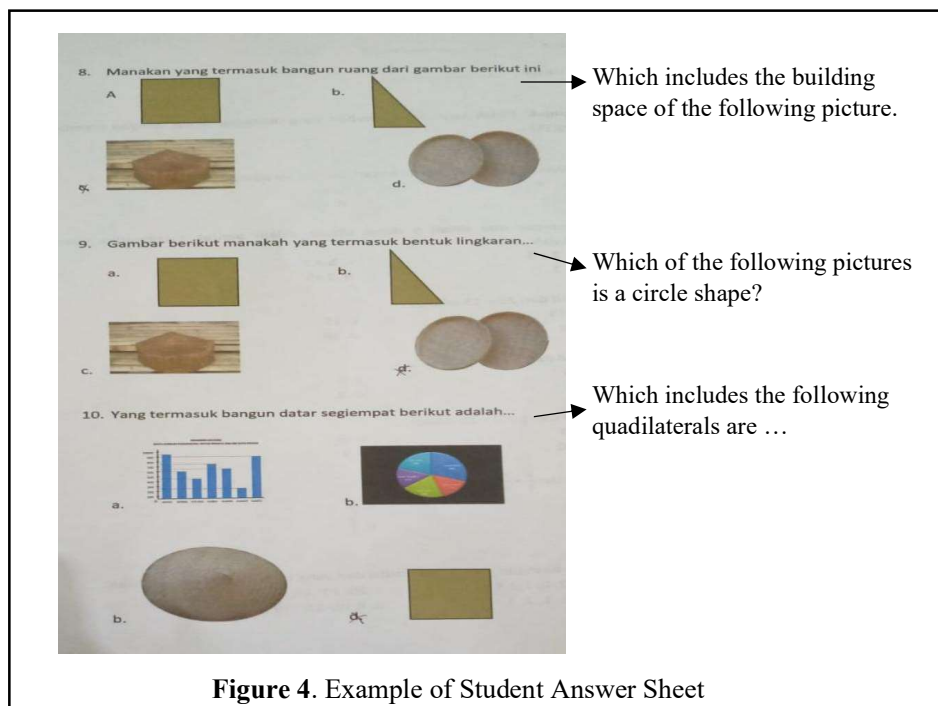 8. Manakan yang termasuk bangun ruang dari gambar berikut ini
Which includes the building
space of the following picture.
A b.
c. d.
9. Gambar berikut manakah yang termasuk bentuk lingkaran...
Which of the following pictures
is a circle shape?
a. b.
c. d.
10. Yang termasuk bangun datar segiempat berikut adalah...
Which includes the following
quadilaterals are …
a. b.
b. d.
Figure 4. Example of Student Answer Sheet